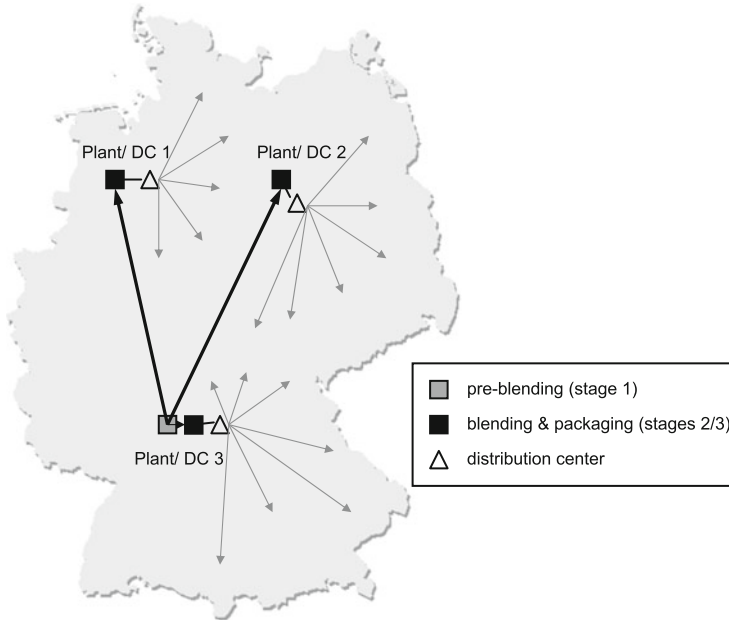 Plant/ DC 1
Plant/ DC 2
Plant/ DC 3
pre-blending (stage 1)
blending & packaging (stages 2/3)
distribution center